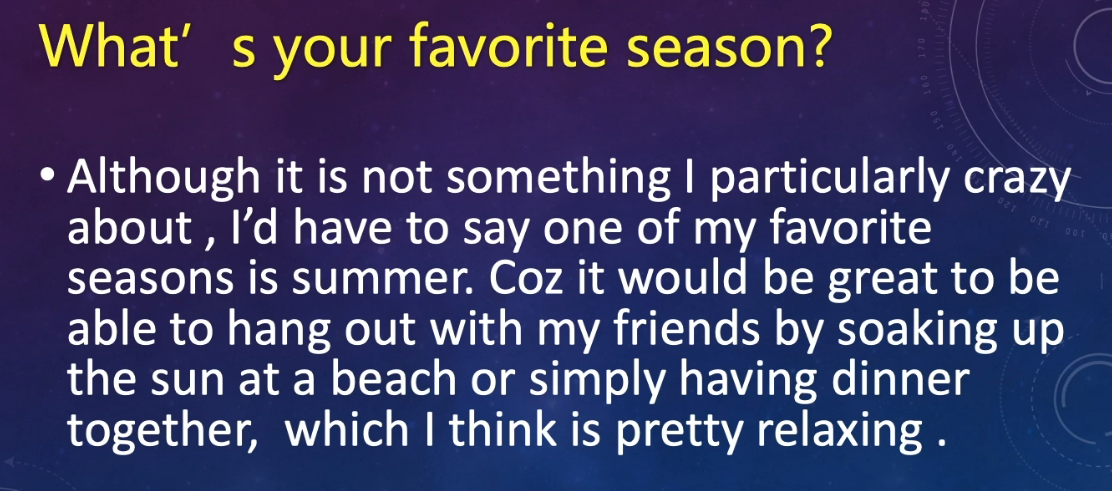 What's your favorite season?
• Although it is not something I particularly crazy
about , I'd have to say one of my favorite
seasons is summer. Coz it would be great to be
able to hang out with my friends by soaking up
the sun at a beach or simply having dinner
together,  which I think is pretty relaxing .